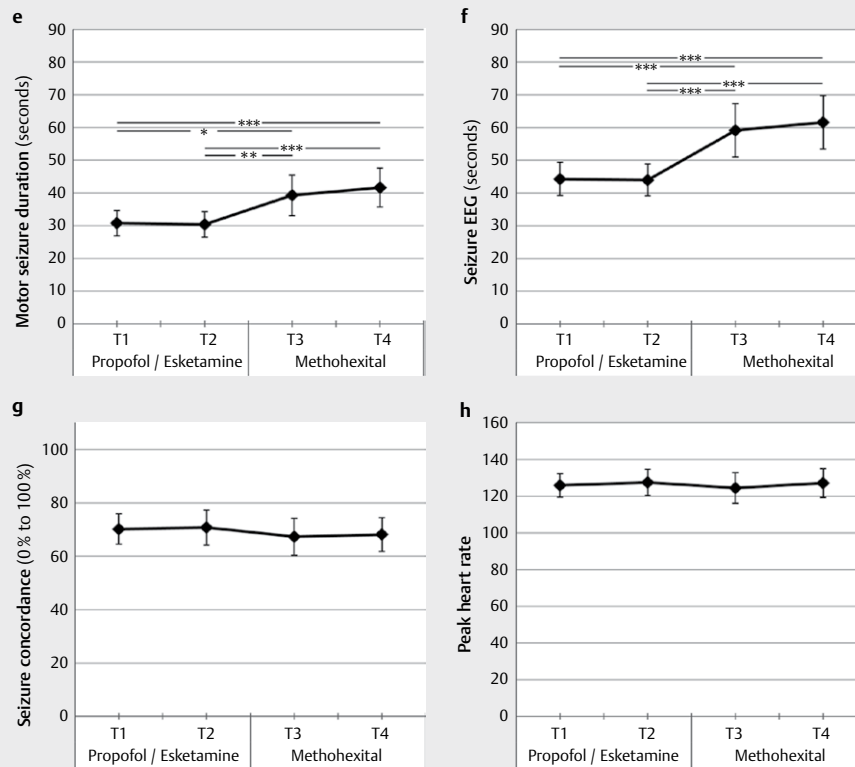 e
Motor seizure duration (seconds)
90
80
70
60
50
40
30
20
10
0
***
*
***
**
T1 T2 T3 T4
Propofol / Esketamine Methohexital
f
Seizure EEG (seconds)
90
80
70
60
50
40
30
20
10
0
***
***
***
***
T1 T2 T3 T4
Propofol / Esketamine Methohexital
g
Seizure concordance (0% to 100%)
100
80
60
40
20
0
T1 T2 T3 T4
Propofol / Esketamine Methohexital
h
Peak heart rate
160
140
120
100
80
60
40
20
0
T1 T2 T3 T4
Propofol / Esketamine Methohexital